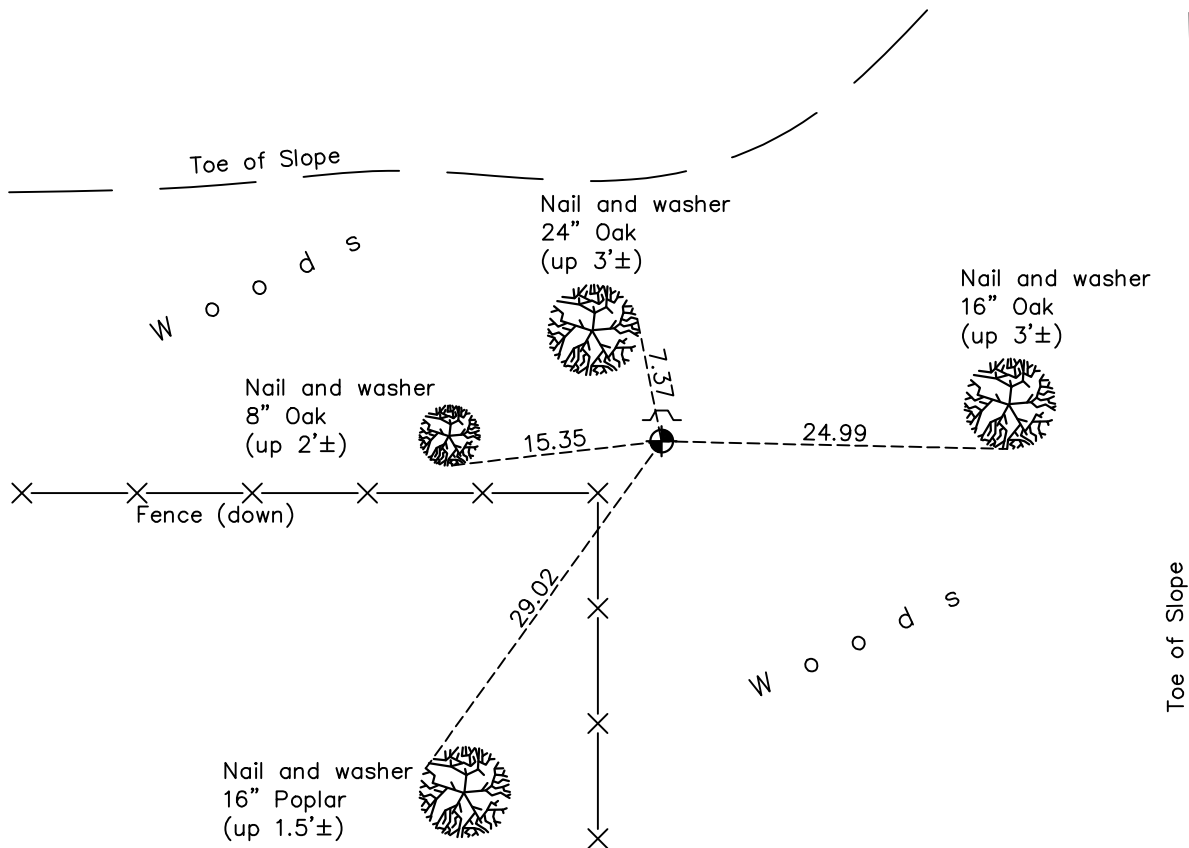 Toe of Slope
Nail and washer
24” Oak
(up 3’±)
Woods
Nail and washer
16” Oak
(up 3’±)
7.37
Nail and washer
8” Oak
(up 2’±)
15.35
24.99
Fence (down)
29.02
Woods
Toe of Slope
Nail and washer
16” Poplar
(up 1.5’±)